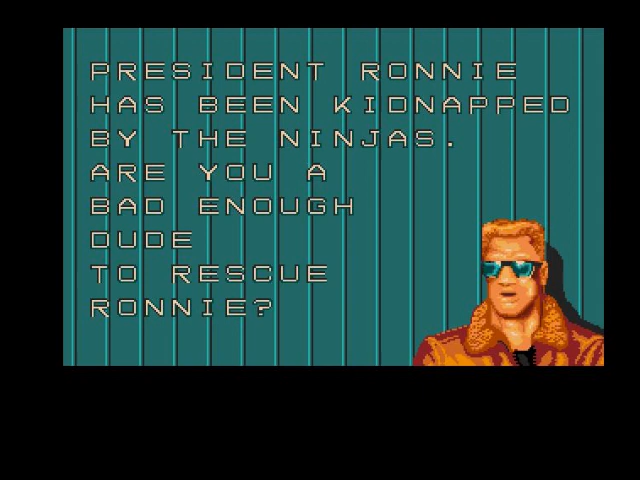 PRESIDENT RONNIE
HAS BEEN KIDNAPPED
BY THE NINJAS.
ARE YOU A
BAD ENOUGH
DUDE
TO RESCUE
RONNIE?